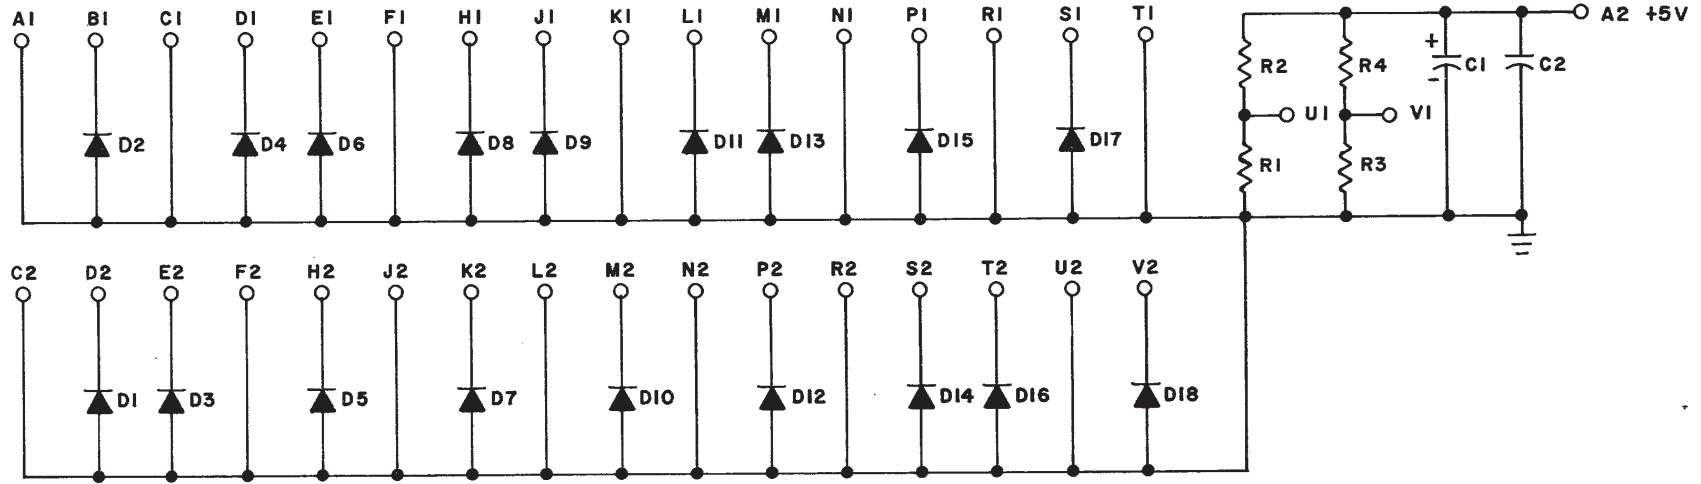 A1 B1 C1 D1 E1 F1 H1 J1 K1 L1 M1 N1 P1 R1 S1 T1 A2 +5V
+
R2 R4 C1 C2
-
U1 V1
D2 D4 D6 D8 D9 D11 D13 D15 D17
R1 R3
C2 D2 E2 F2 H2 J2 K2 L2 M2 N2 P2 R2 S2 T2 U2 V2
D1 D3 D5 D7 D10 D12 D14 D16 D18